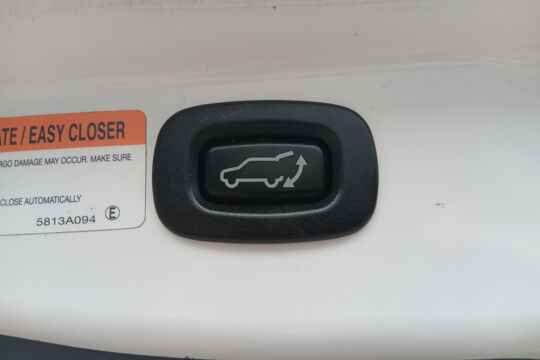 ATE / EASY CLOSER
RGO DAMAGE MAY OCCUR. MAKE SURE
CLOSE AUTOMATICALLY
5813A094 E